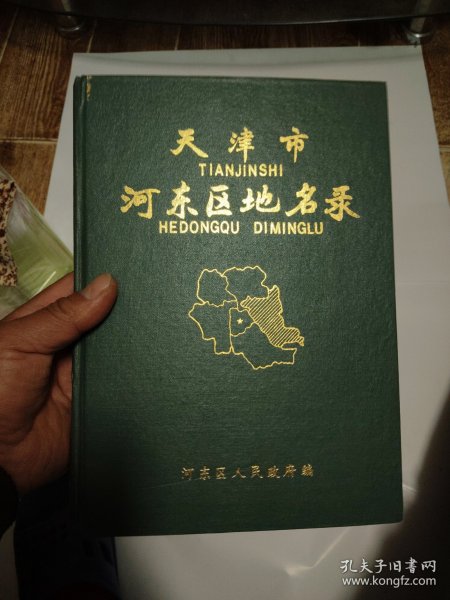 天津市
TIANJINSHI
河东区地名录
HEDONGQU DIMINGLU
河东区人民政府编
孔夫子旧书网
www.kongfz.com